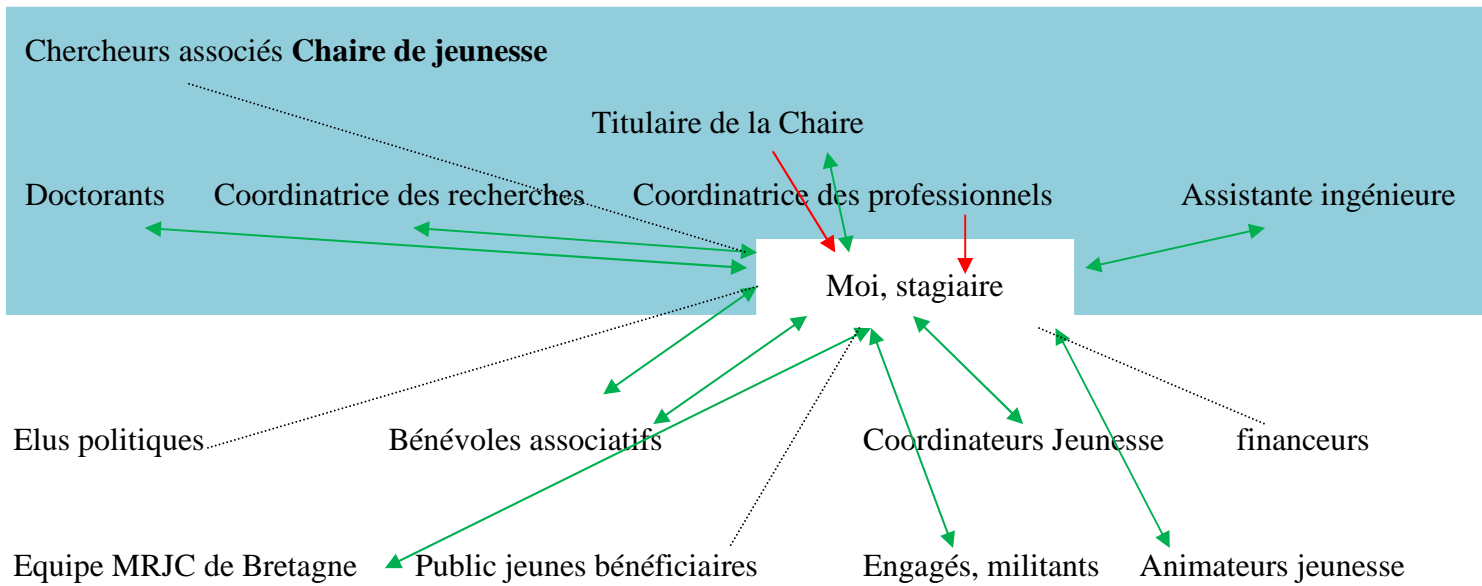 Chercheurs associés Chaire de jeunesse
Titulaire de la Chaire
Doctorants Coordinatrice des recherches Coordinatrice des professionnels Assistante ingénieure
Moi, stagiaire
Elus politiques Bénévoles associatifs Coordinateurs Jeunesse financeurs
Equipe MRJC de Bretagne Public jeunes bénéficiaires Engagés, militants Animateurs jeunesse